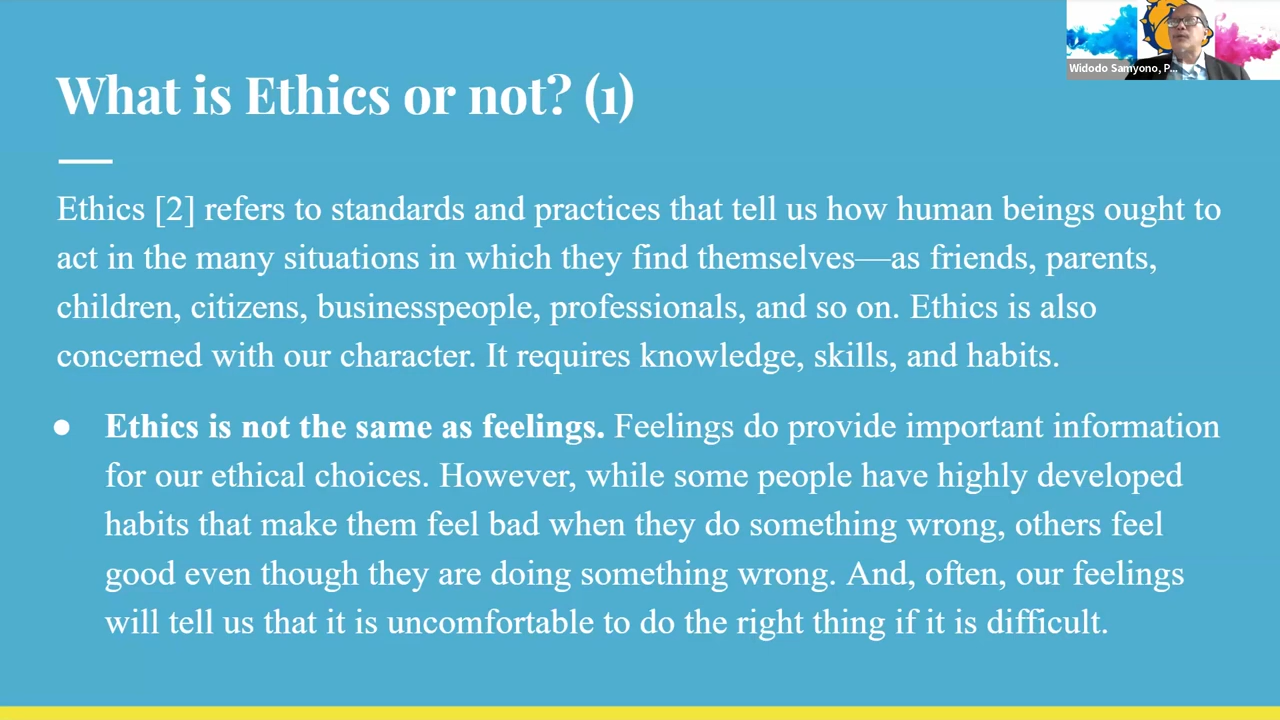 Widodo Samyono, P...
What is Ethics or not? (1)
Ethics [2] refers to standards and practices that tell us how human beings ought to
act in the many situations in which they find themselves—as friends, parents,
children, citizens, businesspeople, professionals, and so on. Ethics is also
concerned with our character. It requires knowledge, skills, and habits.
● Ethics is not the same as feelings. Feelings do provide important information
for our ethical choices. However, while some people have highly developed
habits that make them feel bad when they do something wrong, others feel
good even though they are doing something wrong. And, often, our feelings
will tell us that it is uncomfortable to do the right thing if it is difficult.